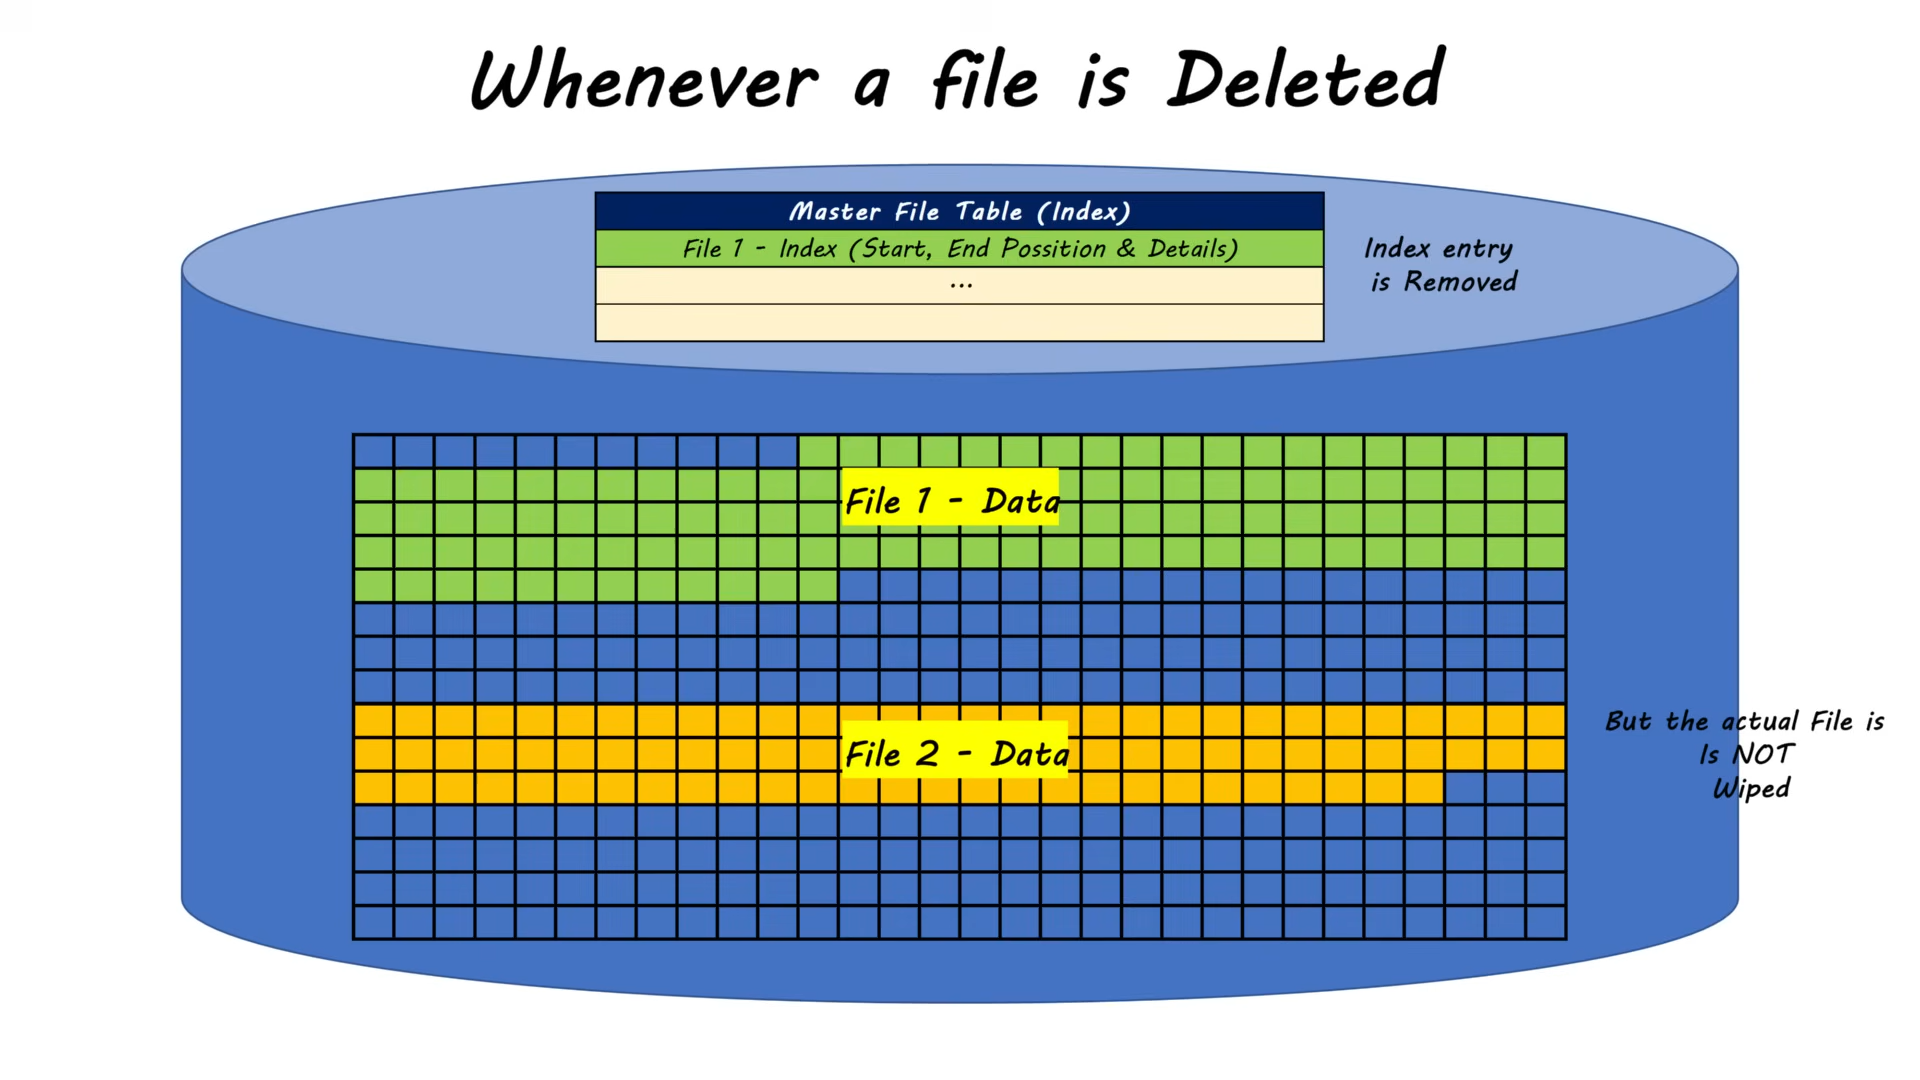 Whenever a file is Deleted
Master File Table (Index)
File 1 - Index (Start, End Possition & Details)
...
Index entry
is Removed
File 1 - Data
File 2 - Data
But the actual File is
Is NOT
Wiped